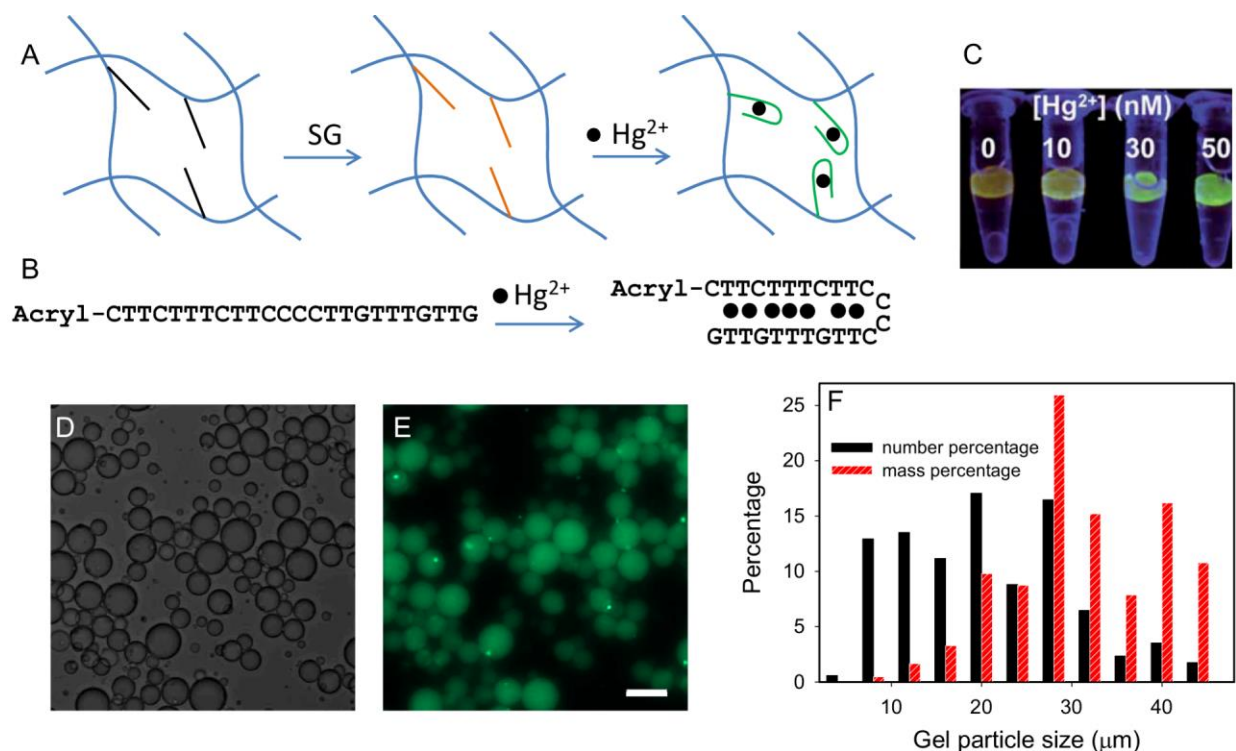 A
SG
Hg²⁺
C
[Hg²⁺] (nM)
0 10 30 50
B
Acryl-CTTCTTTCTTCCCCTTGTTTGTTG
Hg²⁺
Acryl-CTTCTTTCTTC
C
C
GTTGTTTGTTC
D
E
F
number percentage
mass percentage
Percentage
25
20
15
10
5
0
10 20 30 40
Gel particle size (μm)